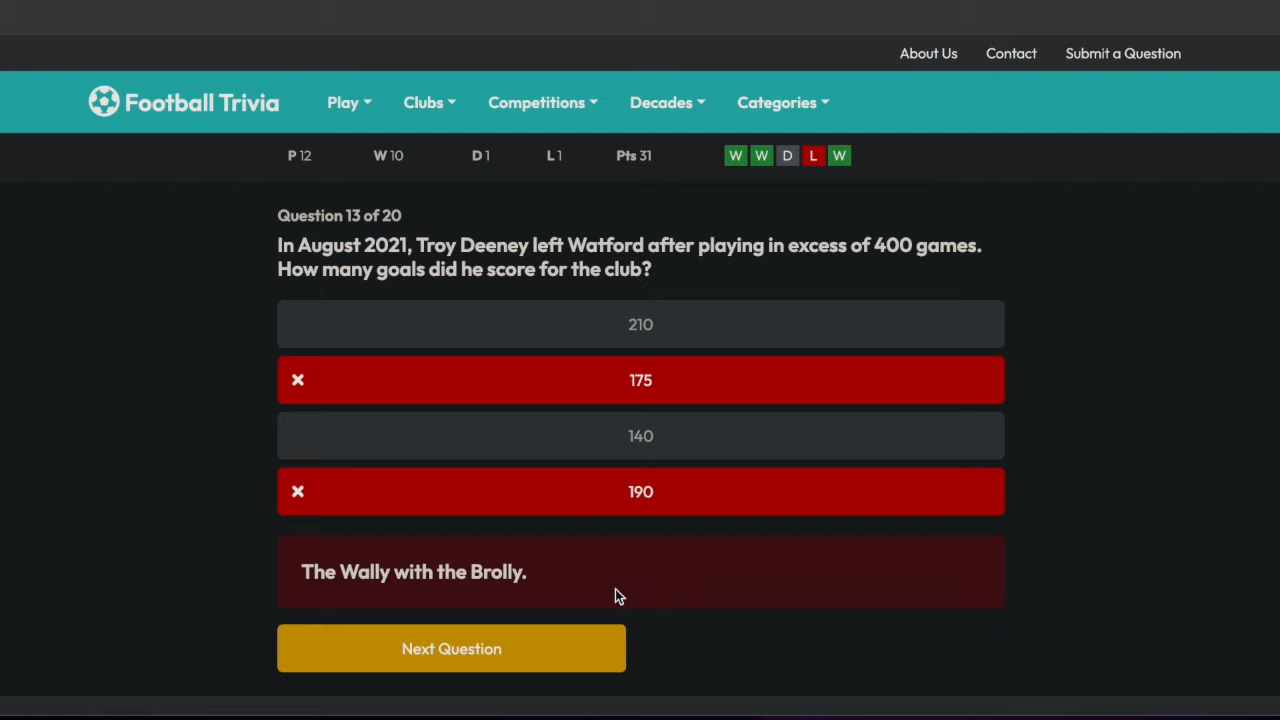 About Us Contact Submit a Question
Football Trivia Play Clubs Competitions Decades Categories
P 12 W 10 D 1 L 1 Pts 31 W W D L W
Question 13 of 20
In August 2021, Troy Deeney left Watford after playing in excess of 400 games.
How many goals did he score for the club?
210
175
140
190
The Wally with the Brolly.
Next Question